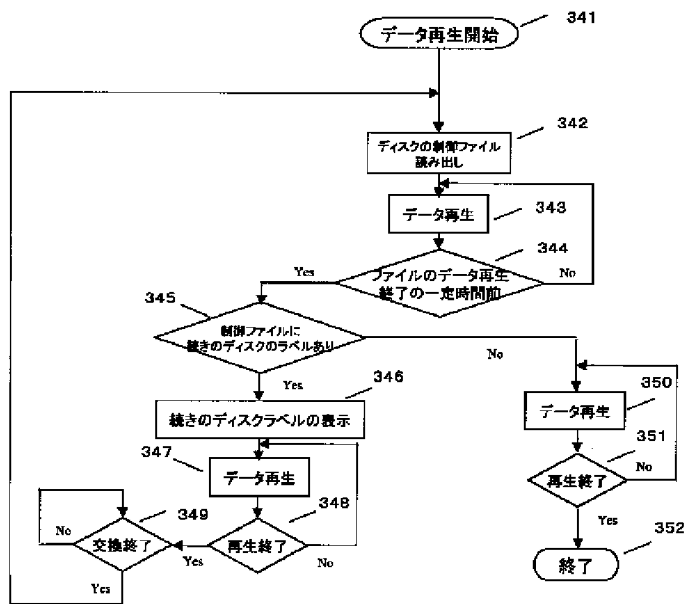 データ再生開始
341
ディスクの制御ファイル
読み出し
342
データ再生
343
ファイルのデータ再生
終了の一定時間前
344
Yes
No
345
制御ファイルに
続きのディスクのラベルあり
No
Yes
346
続きのディスクラベルの表示
347
データ再生
348
再生終了
Yes
No
349
交換終了
No
Yes
350
データ再生
351
再生終了
No
Yes
352
終了